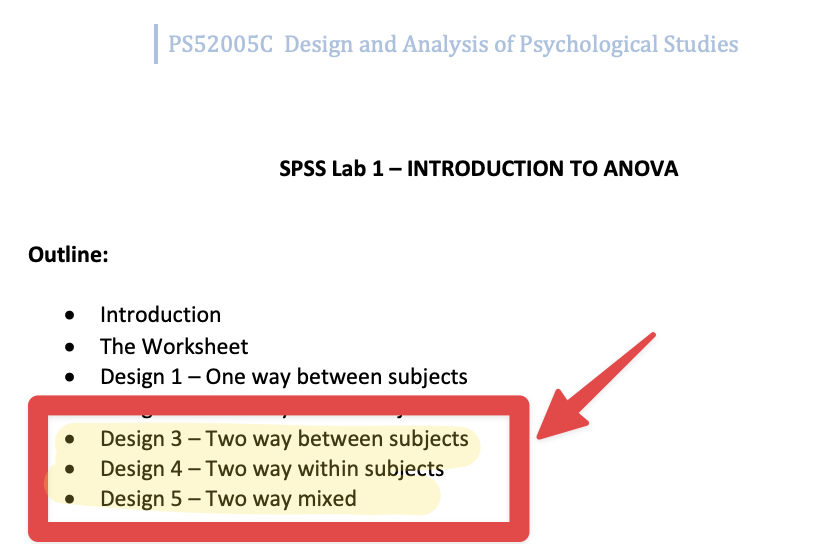 PS52005C Design and Analysis of Psychological Studies
SPSS Lab 1 – INTRODUCTION TO ANOVA
Outline:
• Introduction
• The Worksheet
• Design 1 – One way between subjects
• Design 3 – Two way between subjects
• Design 4 – Two way within subjects
• Design 5 – Two way mixed